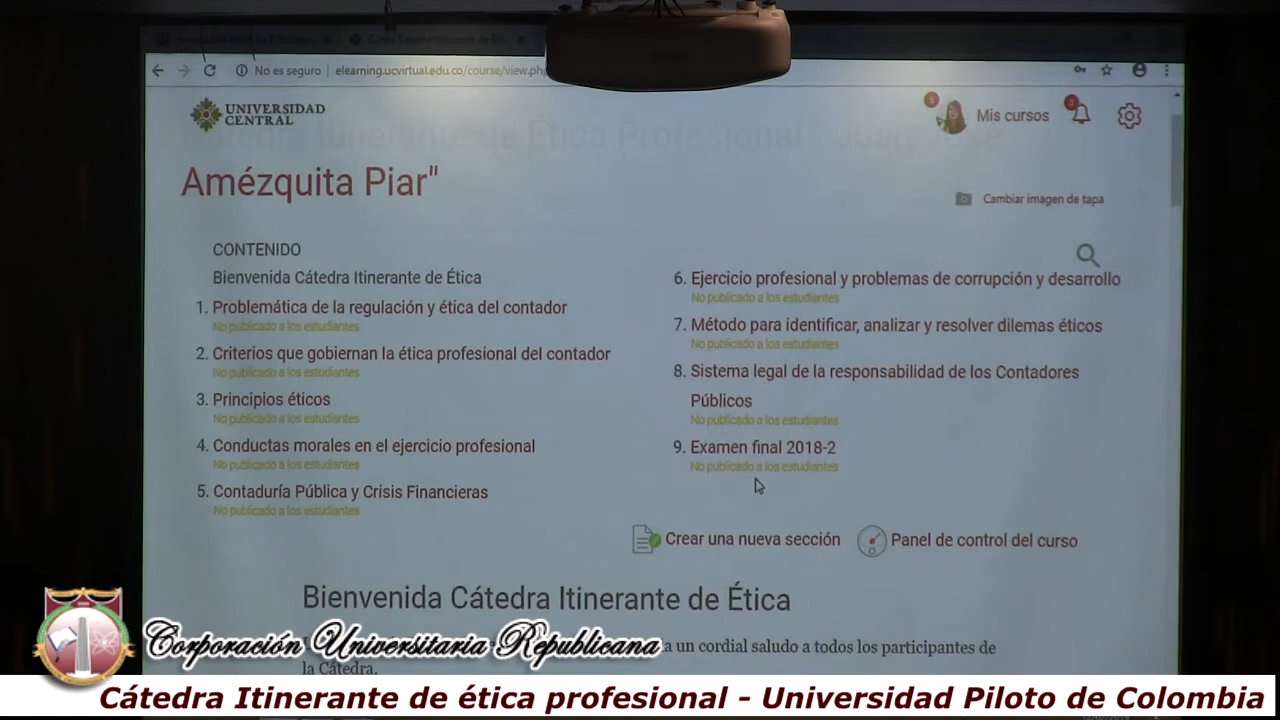 No es seguro
elearning.ucvirtual.edu.co/course/view.ph
UNIVERSIDAD
CENTRAL
Mis cursos
Itinerante de Ética Profesional
Amézquita Piar"
Cambiar imagen de tapa
CONTENIDO
Bienvenida Cátedra Itinerante de Ética
1. Problemática de la regulación y ética del contador
No publicado a los estudiantes
2. Criterios que gobiernan la ética profesional del contador
No publicado a los estudiantes
3. Principios éticos
No publicado a los estudiantes
4. Conductas morales en el ejercicio profesional
No publicado a los estudiantes
5. Contaduría Pública y Crisis Financieras
No publicado a los estudiantes
6. Ejercicio profesional y problemas de corrupción y desarrollo
No publicado a los estudiantes
7. Método para identificar, analizar y resolver dilemas éticos
No publicado a los estudiantes
8. Sistema legal de la responsabilidad de los Contadores
Públicos
No publicado a los estudiantes
9. Examen final 2018-2
No publicado a los estudiantes
Crear una nueva sección
Panel de control del curso
Bienvenida Cátedra Itinerante de Ética
a un cordial saludo a todos los participantes de
la Cátedra.
Corporación Universitaria Republicana
Cátedra Itinerante de ética profesional - Universidad Piloto de Colombia